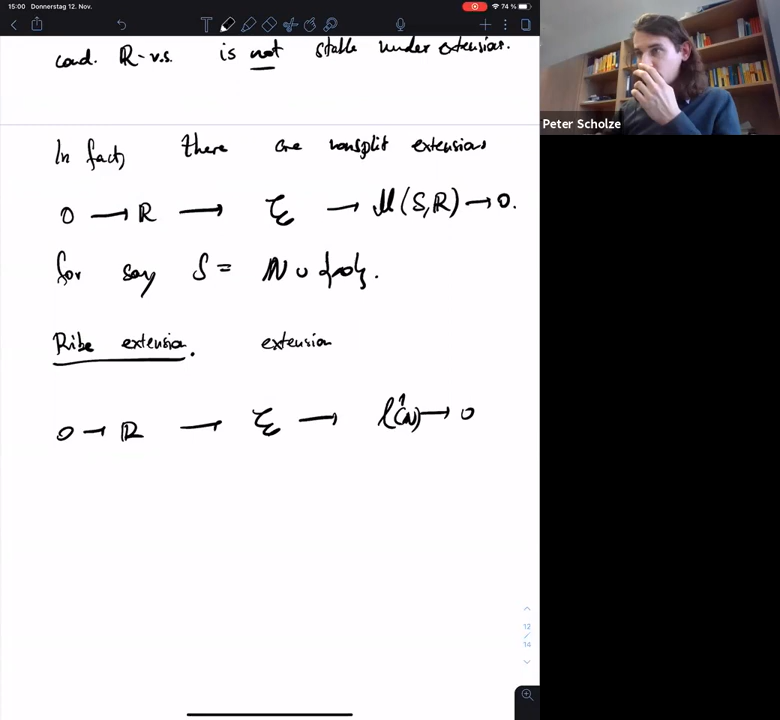 15:00 Donnerstag 12. Nov.
74 %
cond. R-v.s. is not stable under extensions.
Peter Scholze
In fact, there are nonsplit extensions
0 → R → ξ → M(S,R) → 0.
for say S = N ∪ {∞}.
Ribe extension. extension
0 → R → ξ → l¹(N) → 0
12
/
14